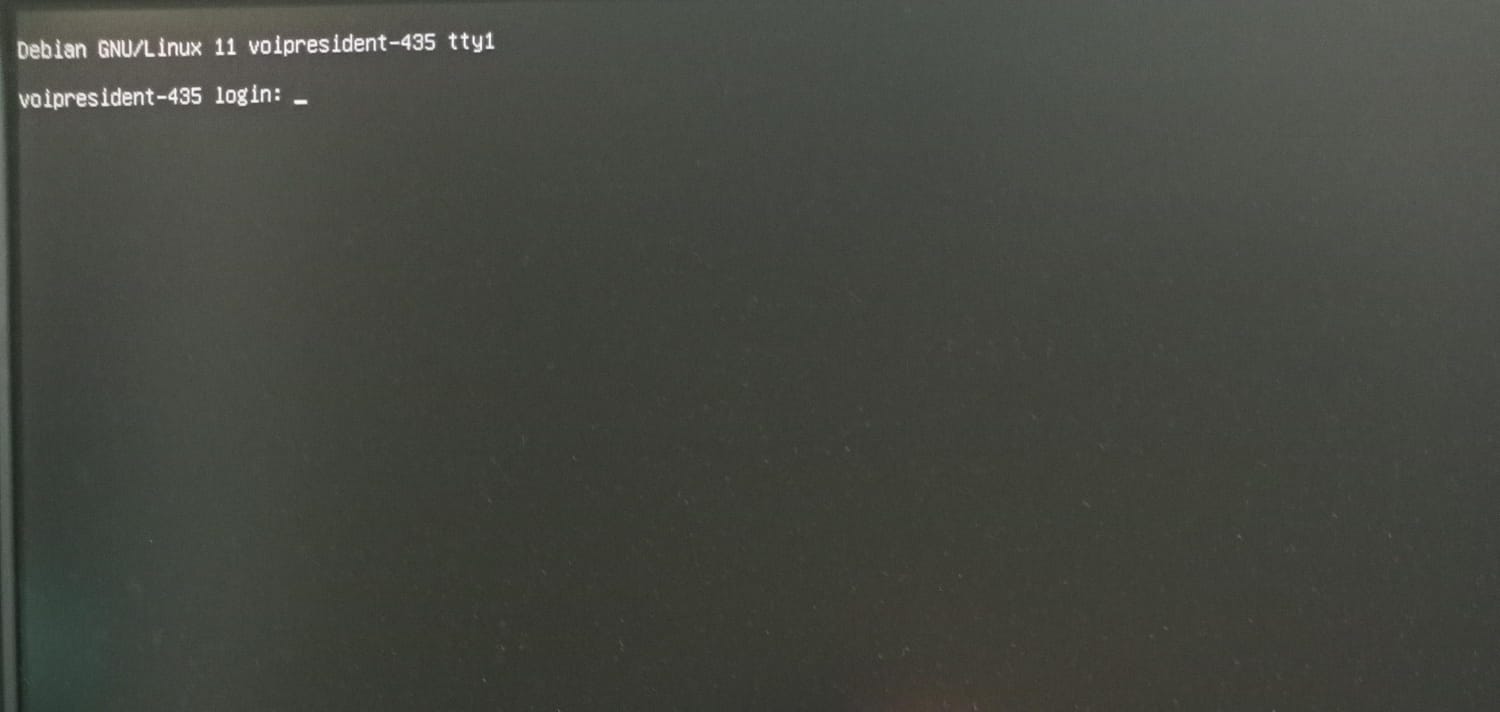 Debian GNU/Linux 11 voipresident-435 tty1
voipresident-435 login: _